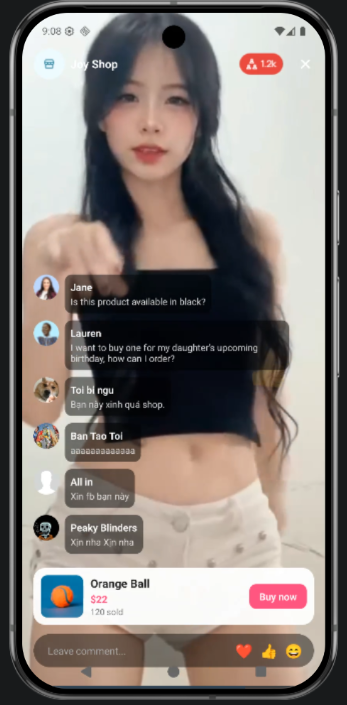 9:08
Joy Shop
1.2k
Jane
Is this product available in black?
Lauren
I want to buy one for my daughter's upcoming
birthday, how can I order?
Toi bi ngu
Bạn này xinh quá shop.
Ban Tao Toi
aaaaaaaaaaaaa
All in
Xin fb bạn này
Peaky Blinders
Xịn nha Xịn nha
Orange Ball
$22
120 sold
Buy now
Leave comment...